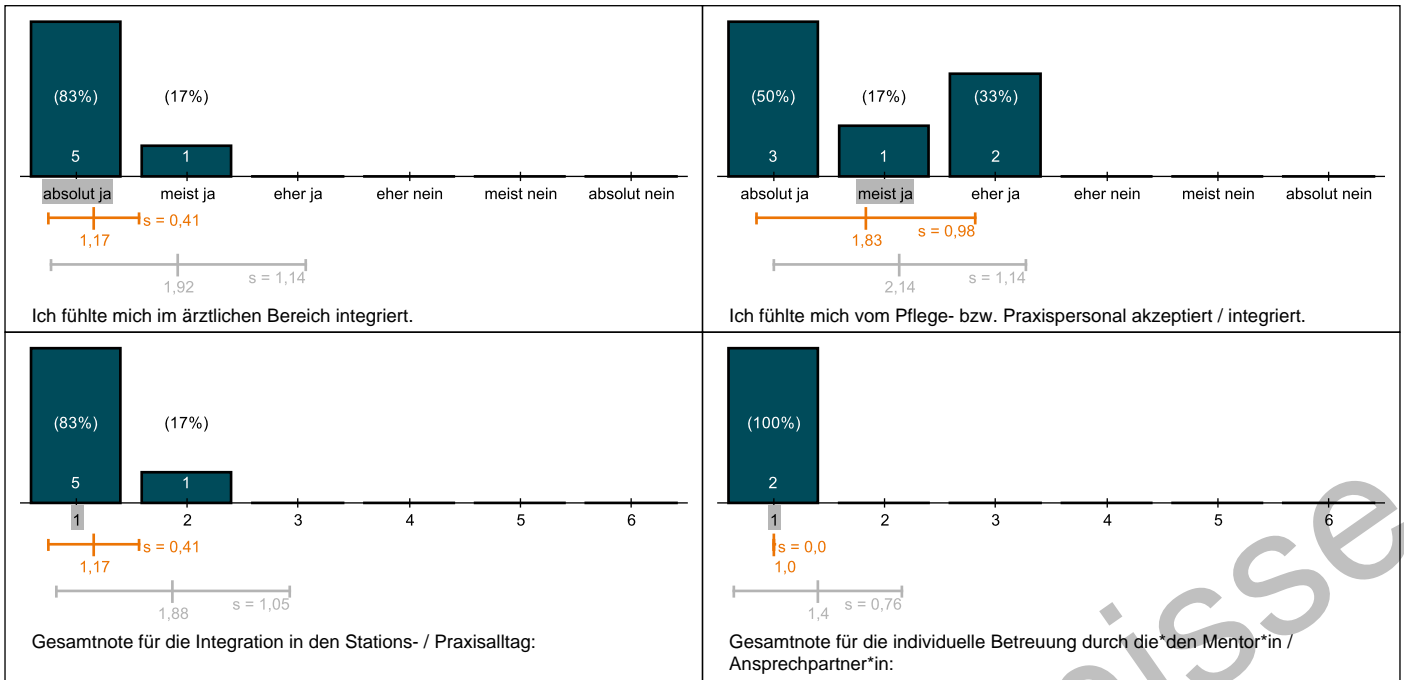 (83%) (17%)
5 1
absolut ja meist ja eher ja eher nein meist nein absolut nein
s = 0,41
1,17
s = 1,14
1,92
Ich fühlte mich im ärztlichen Bereich integriert.
(50%) (17%) (33%)
3 1 2
absolut ja meist ja eher ja eher nein meist nein absolut nein
s = 0,98
1,83
s = 1,14
2,14
Ich fühlte mich vom Pflege- bzw. Praxispersonal akzeptiert / integriert.
(83%) (17%)
5 1
1 2 3 4 5 6
s = 0,41
1,17
s = 1,05
1,88
Gesamtnote für die Integration in den Stations- / Praxisalltag:
(100%)
2
1 2 3 4 5 6
s = 0,0
1,0
s = 0,76
1,4
Gesamtnote für die individuelle Betreuung durch die*den Mentor*in /
Ansprechpartner*in:
isse